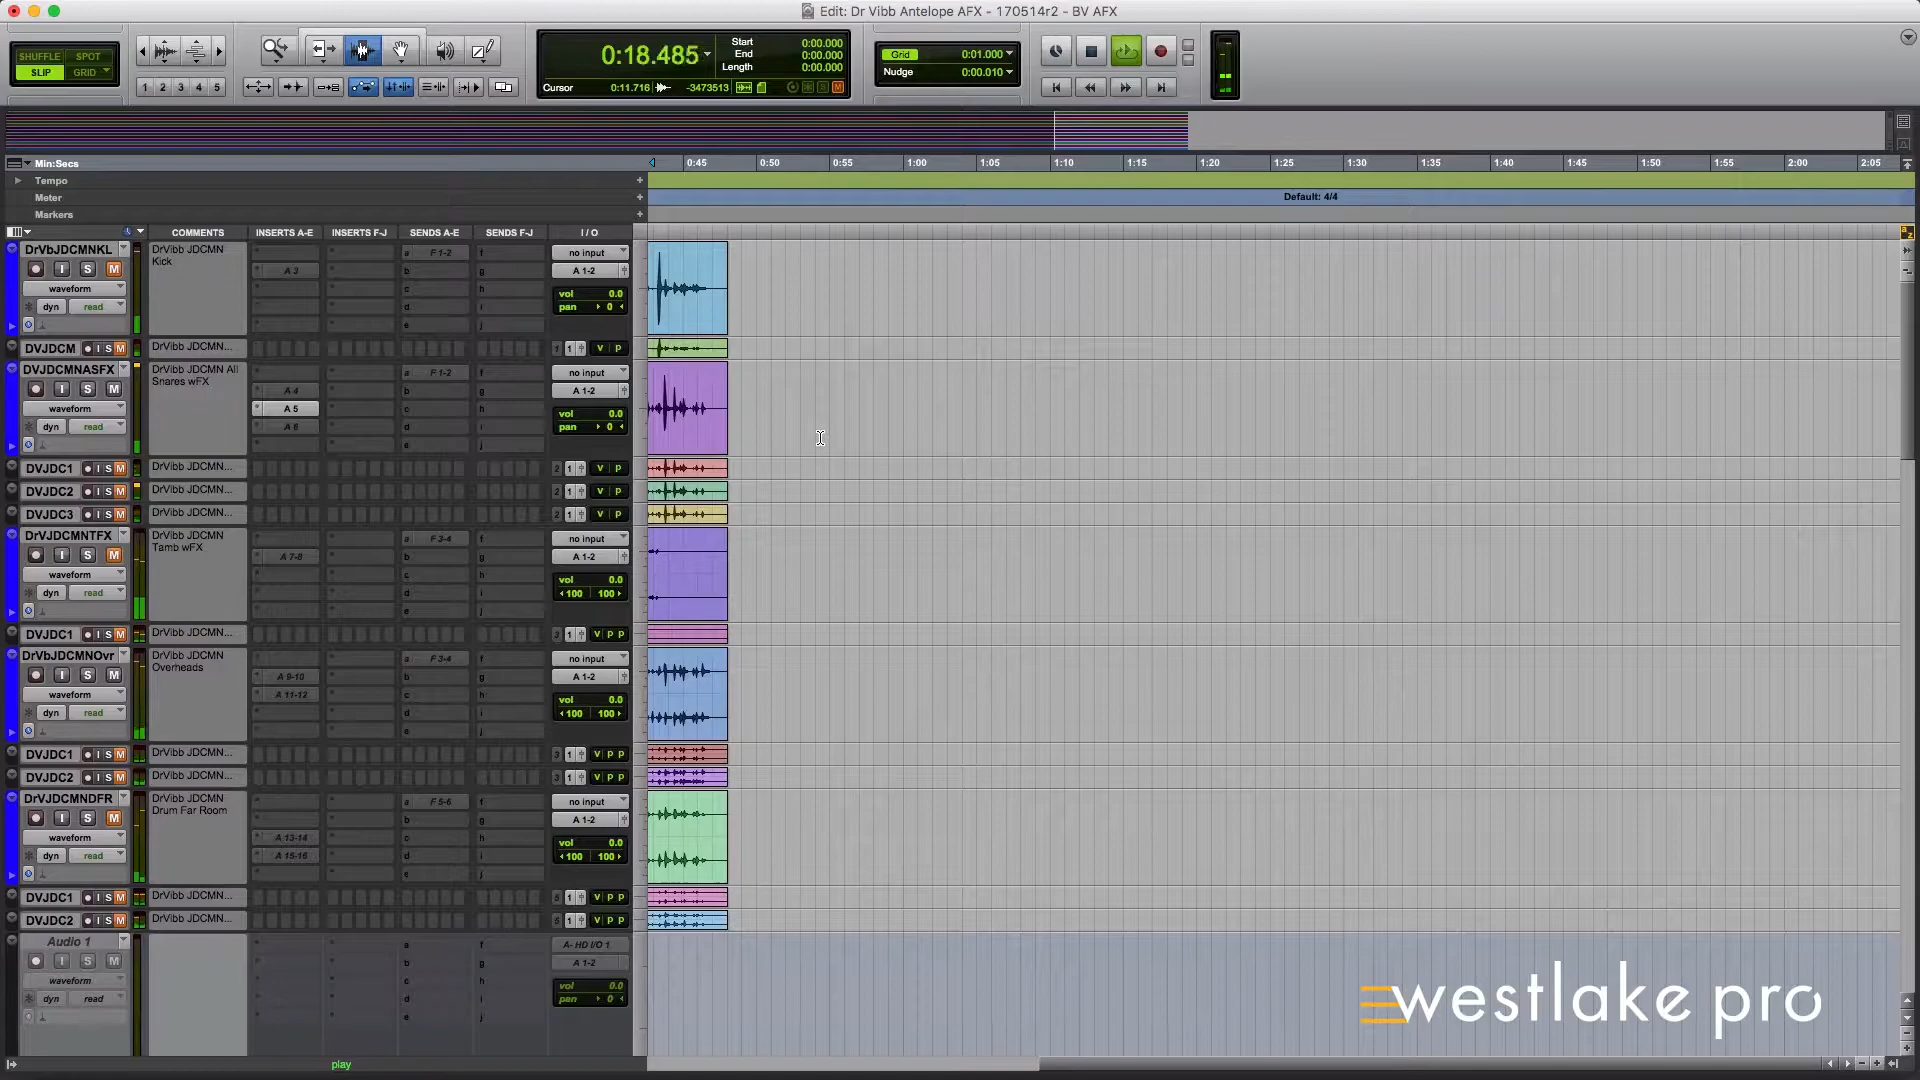 Edit: Dr Vibb Antelope AFX - 170514r2 - BV AFX
SHUFFLE SPOT
SLIP GRID
1 2 3 4 5
0:18.485
Start 0:00.000
End 0:00.000
Length 0:00.000
Cursor 0:11.716 -3473513
Grid 0:01.000
Nudge 0:00.010
Min:Secs 0:45 0:50 0:55 1:00 1:05 1:10 1:15 1:20 1:25 1:30 1:35 1:40 1:45 1:50 1:55 2:00 2:05
Tempo
Meter Default: 4/4
Markers
COMMENTS INSERTS A-E INSERTS F-J SENDS A-E SENDS F-J I / O
DrVbJDCMNKL DrVibb JDCMN a F 1-2 f no input
Kick
I S M A 3 b g A 1-2
waveform c h vol 0.0
dyn read d i pan 0
e j
DVJDCM I S M DrVibb JDCMN... 1 1 V P
DVJDCMNASFX DrVibb JDCMN All a F 1-2 f no input
Snares wFX
I S M A 4 b g A 1-2
waveform A 5 c h vol 0.0
dyn read A 6 d i pan 0
e j
DVJDC1 I S M DrVibb JDCMN... 2 1 V P
DVJDC2 I S M DrVibb JDCMN... 2 1 V P
DVJDC3 I S M DrVibb JDCMN... 2 1 V P
DrVJDCMNTFX DrVibb JDCMN a F 3-4 f no input
Tamb wFX
I S M A 7-8 b g A 1-2
waveform c h vol 0.0
dyn read d i 100 100
e j
DVJDC1 I S M DrVibb JDCMN... 3 1 V P P
DrVbJDCMNOvr DrVibb JDCMN a F 3-4 f no input
Overheads
I S M A 9-10 b g A 1-2
waveform A 11-12 c h vol 0.0
dyn read d i 100 100
e j
DVJDC1 I S M DrVibb JDCMN... 3 1 V P P
DVJDC2 I S M DrVibb JDCMN... 3 1 V P P
DrVJDCMNDFR DrVibb JDCMN a F 5-6 f no input
Drum Far Room
I S M b g A 1-2
waveform A 13-14 c h vol 0.0
dyn read A 15-16 d i 100 100
e j
DVJDC1 I S M DrVibb JDCMN... 5 1 V P P
DVJDC2 I S M DrVibb JDCMN... 5 1 V P P
Audio 1 a f A- HD I/O 1
I S M b g A 1-2
waveform c h vol 0.0
dyn read d i pan 0
e j
westlake pro
play